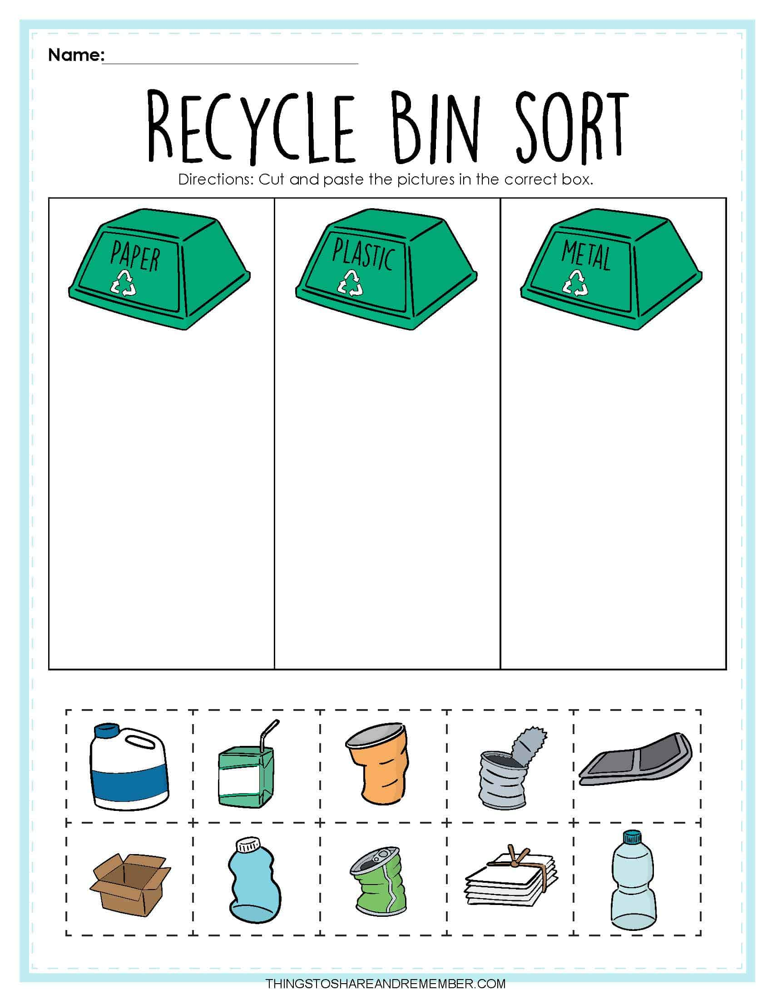 Name:
RECYCLE BIN SORT
Directions: Cut and paste the pictures in the correct box.
PAPER
PLASTIC
METAL
THINGSTOSHAREANDREMEMBER.COM